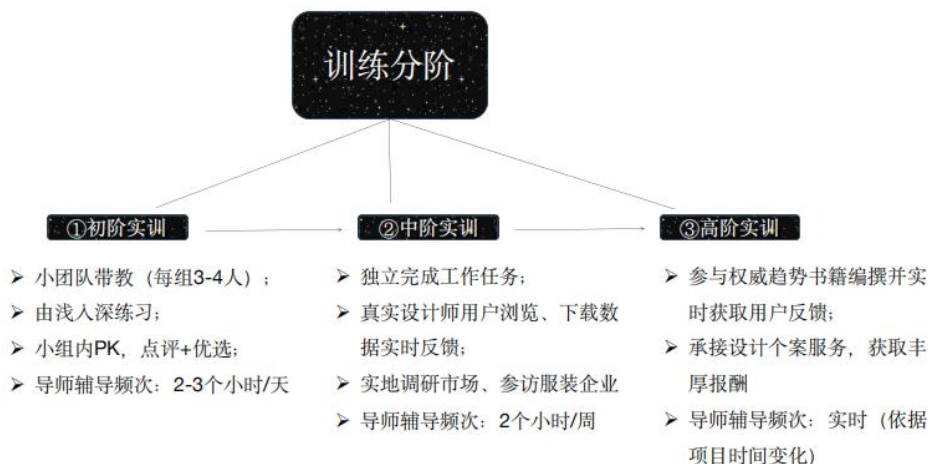 训练分阶
①初阶实训
➢ 小团队带教（每组3-4人）;
➢ 由浅入深练习;
➢ 小组内PK，点评+优选;
➢ 导师辅导频次：2-3个小时/天
②中阶实训
➢ 独立完成工作任务;
➢ 真实设计师用户浏览、下载数
据实时反馈;
➢ 实地调研市场、参访服装企业
➢ 导师辅导频次：2个小时/周
③高阶实训
➢ 参与权威趋势书籍编撰并实
时获取用户反馈;
➢ 承接设计个案服务，获取丰
厚报酬
➢ 导师辅导频次：实时（依据
项目时间变化）